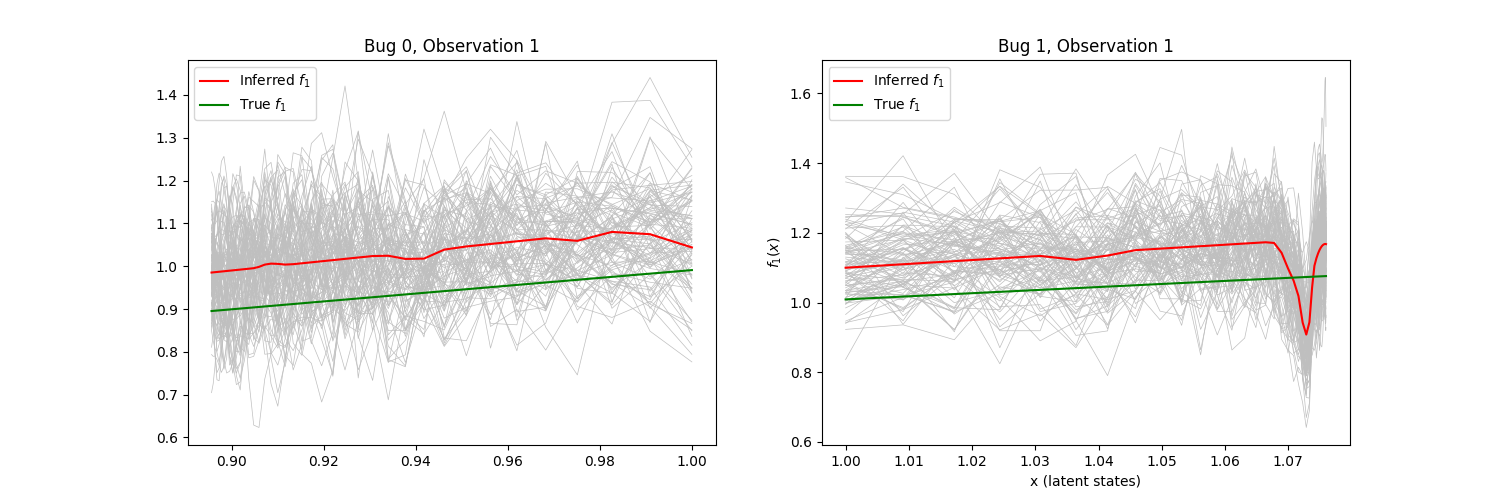 Bug 0, Observation 1
Inferred f₁
True f₁
1.4
1.3
1.2
1.1
1.0
0.9
0.8
0.7
0.6
0.90 0.92 0.94 0.96 0.98 1.00
Bug 1, Observation 1
Inferred f₁
True f₁
f₁(x)
1.6
1.4
1.2
1.0
0.8
0.6
1.00 1.01 1.02 1.03 1.04 1.05 1.06 1.07
x (latent states)